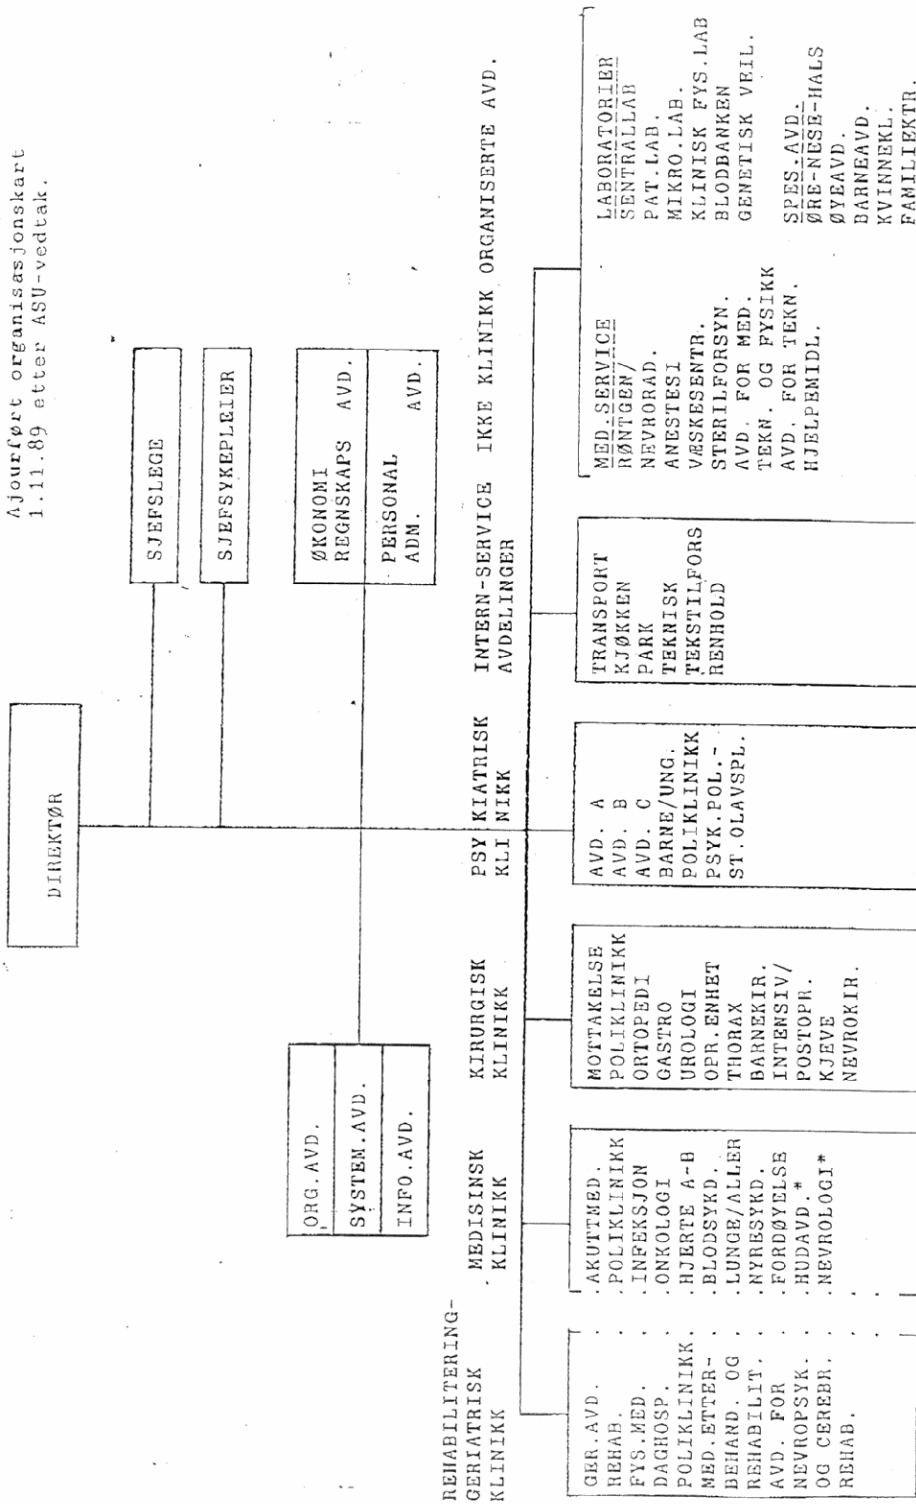 Ajourført organisasjonskart
1.11.89 etter ASU-vedtak.
DIREKTØR
SJEFSLEGE
SJEFSYKEPLEIER
ØKONOMI
REGNSKAPS AVD.
PERSONAL
ADM. AVD.
ORG.AVD.
SYSTEM.AVD.
INFO.AVD.
REHABILITERING-
GERIATRISK
KLINIKK
MEDISINSK
KLINIKK
KIRURGISK
KLINIKK
PSYKIATRISK
KLINIKK
INTERN-SERVICE
AVDELINGER
IKKE KLINIKK ORGANISERTE AVD.
GER.AVD.
REHAB.
FYS.MED.
DAGHOSP.
POLIKLINIKK.
MED.ETTER-
BEHAND. OG
REHABILIT.
AVD. FOR
NEVROPSYK.
OG CEREBR.
REHAB.
.AKUTTMED.
.POLIKLINIKK
.INFEKSJON
.ONKOLOGI
.HJERTE A-B
.BLODSYKD.
.LUNGE/ALLER
.NYRESYKD.
.FORDØYELSE
.HUDAVD.*
.NEVROLOGI*
MOTTAKELSE
POLIKLINIKK
ORTOPEDI
GASTRO
UROLOGI
OPR.ENHET
THORAX
BARNEKIR.
INTENSIV/
POSTOPR.
KJEVE
NEVROKIR.
AVD. A
AVD. B
AVD. C
BARNE/UNG.
POLIKLINIKK
PSYK.POL.-
ST.OLAVSPL.
TRANSPORT
KJØKKEN
PARK
TEKNISK
TEKSTILFORS
RENHOLD
MED.SERVICE
RØNTGEN/
NEVRORAD.
ANESTESI
VÆSKESENTR.
STERILFORSYN.
AVD. FOR MED.
TEKN. OG FYSIKK
AVD. FOR TEKN.
HJELPEMIDL.
LABORATORIER
SENTRALLAB
PAT.LAB.
MIKRO.LAB.
KLINISK FYS.LAB
BLODBANKEN
GENETISK VEIL.
SPES.AVD.
ØRE-NESE-HALS
ØYEAVD.
BARNEAVD.
KVINNEKL.
FAMILIEKTR.